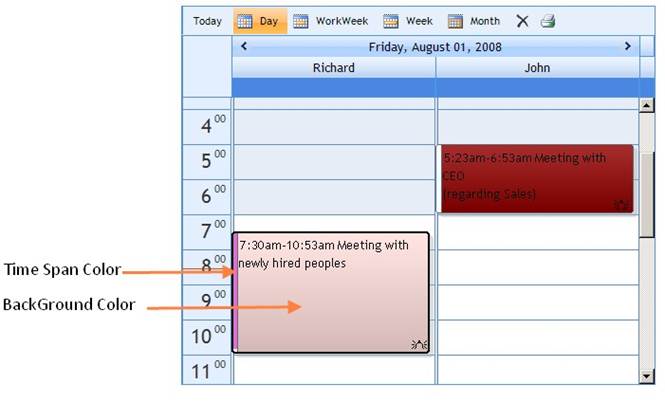 Today Day WorkWeek Week Month
Friday, August 01, 2008
Richard John
4 00
5 00
5:23am-6:53am Meeting with
CEO
(regarding Sales)
6 00
7 00
7:30am-10:53am Meeting with
newly hired peoples
Time Span Color
8 00
BackGround Color
9 00
10 00
11 00